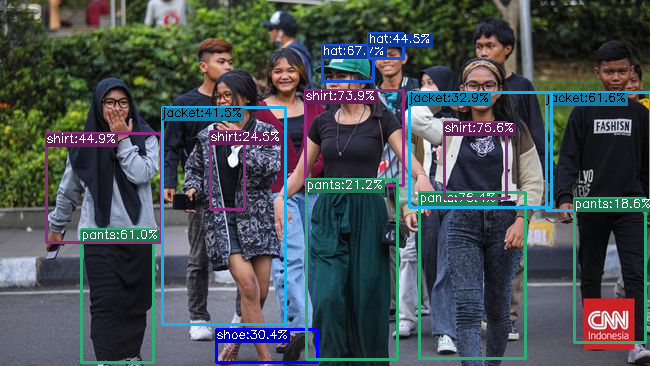 hat:44.5%
hat:67.7%
shirt:73.9%
jacket:32.9%
jacket:61.6%
jacket:41.5%
shirt:75.6%
FASHION
shirt:44.9%
shirt:24.5%
pants:21.2%
pants:76.4%
pants:18.6%
pants:61.0%
CNN
Indonesia
shoe:30.4%